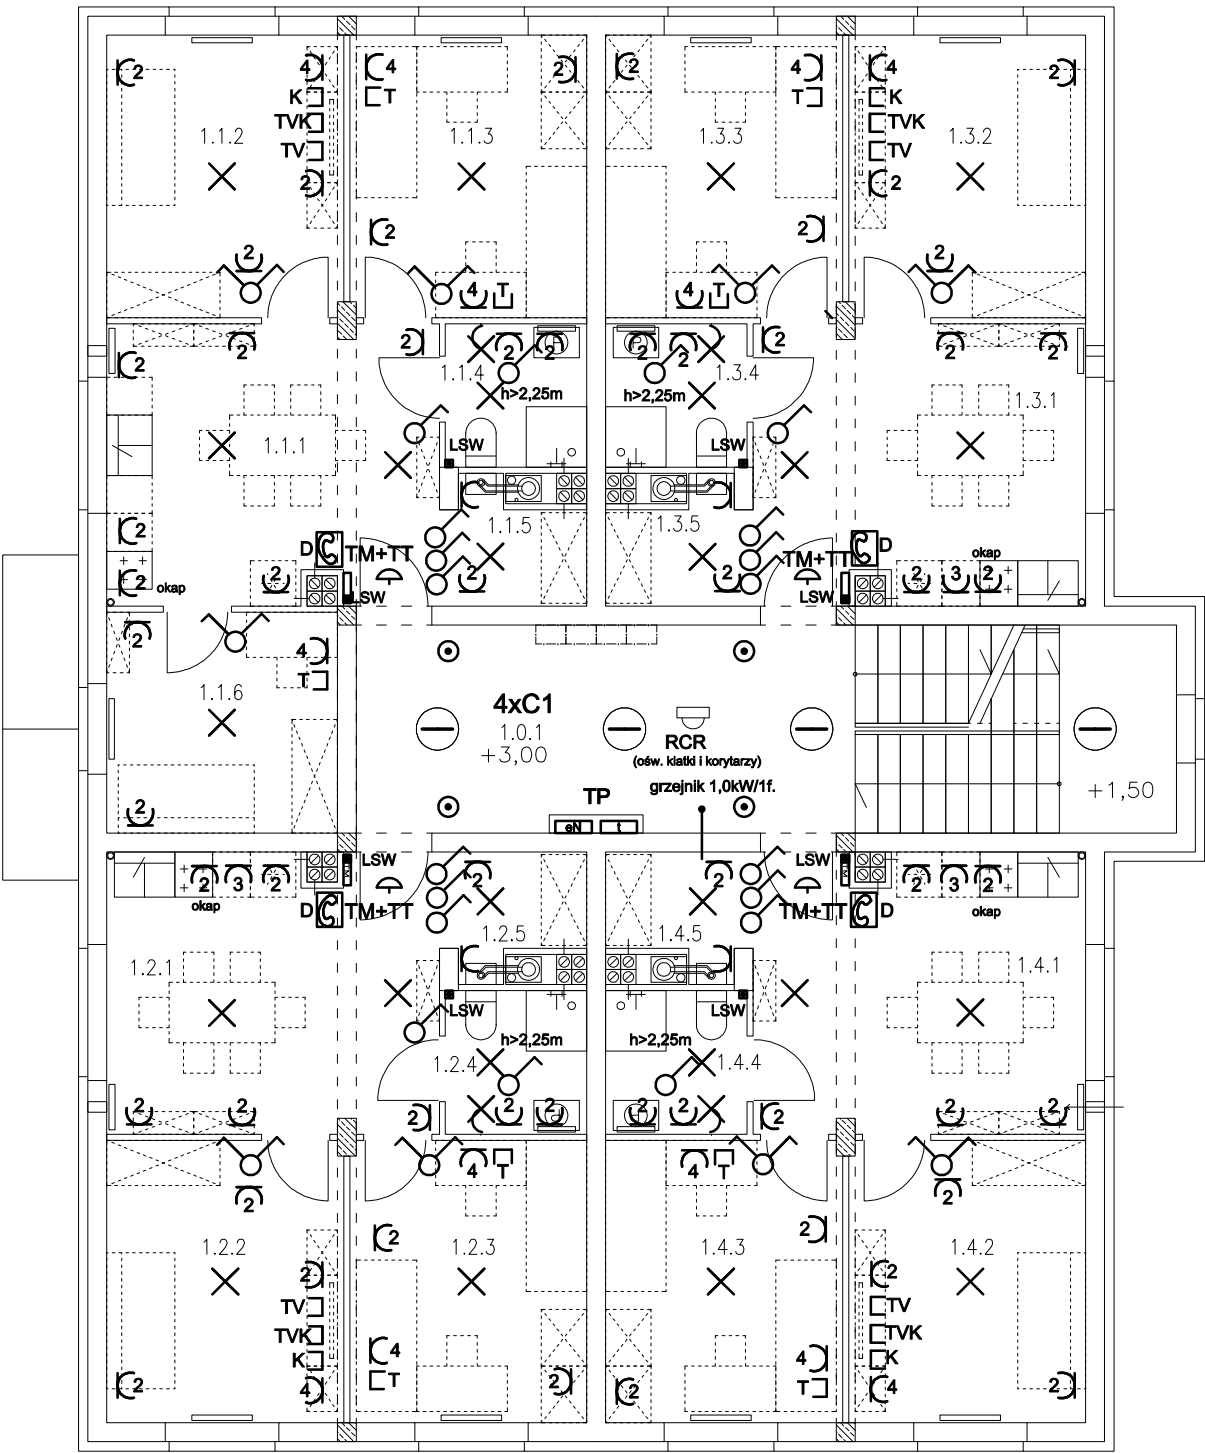 2 4 4 2 2 4 4 2
K T T K
TVK TVK
1.1.2 1.1.3 1.3.3 1.3.2
TV TV
2 2
2 2
2 2
4 T 4 T
2 2 2 2 2 2 2 2 2
2
1.1.4 1.3.4
h>2,25m h>2,25m
1.3.1
1.1.1 LSW LSW
1.1.5 1.3.5
2
D TM+TT TM+TT D
okap
2 okap 2 2 2 2 3 2
LSW LSW
2 4
T
1.1.6
4xC1
1.0.1
+3,00
RCR
(ośw. klatki i korytarzy)
grzejnik 1,0kW/1f.
+1,50
TP
2
eN t
LSW LSW
2 3 2 2 2 2 3 2
okap D TM+TT TM+TT D okap
1.2.5 1.4.5
1.2.1 1.4.1
LSW LSW
h>2,25m h>2,25m
1.2.4 1.4.4
2 2 2 2 2 2 2 2 2 2
4 T 4 T
2 2
2 2
1.2.2 1.2.3 1.4.3 1.4.2
2 2
TV TV
TVK 4 4 TVK
K T T K
2 4 2 2 4 2